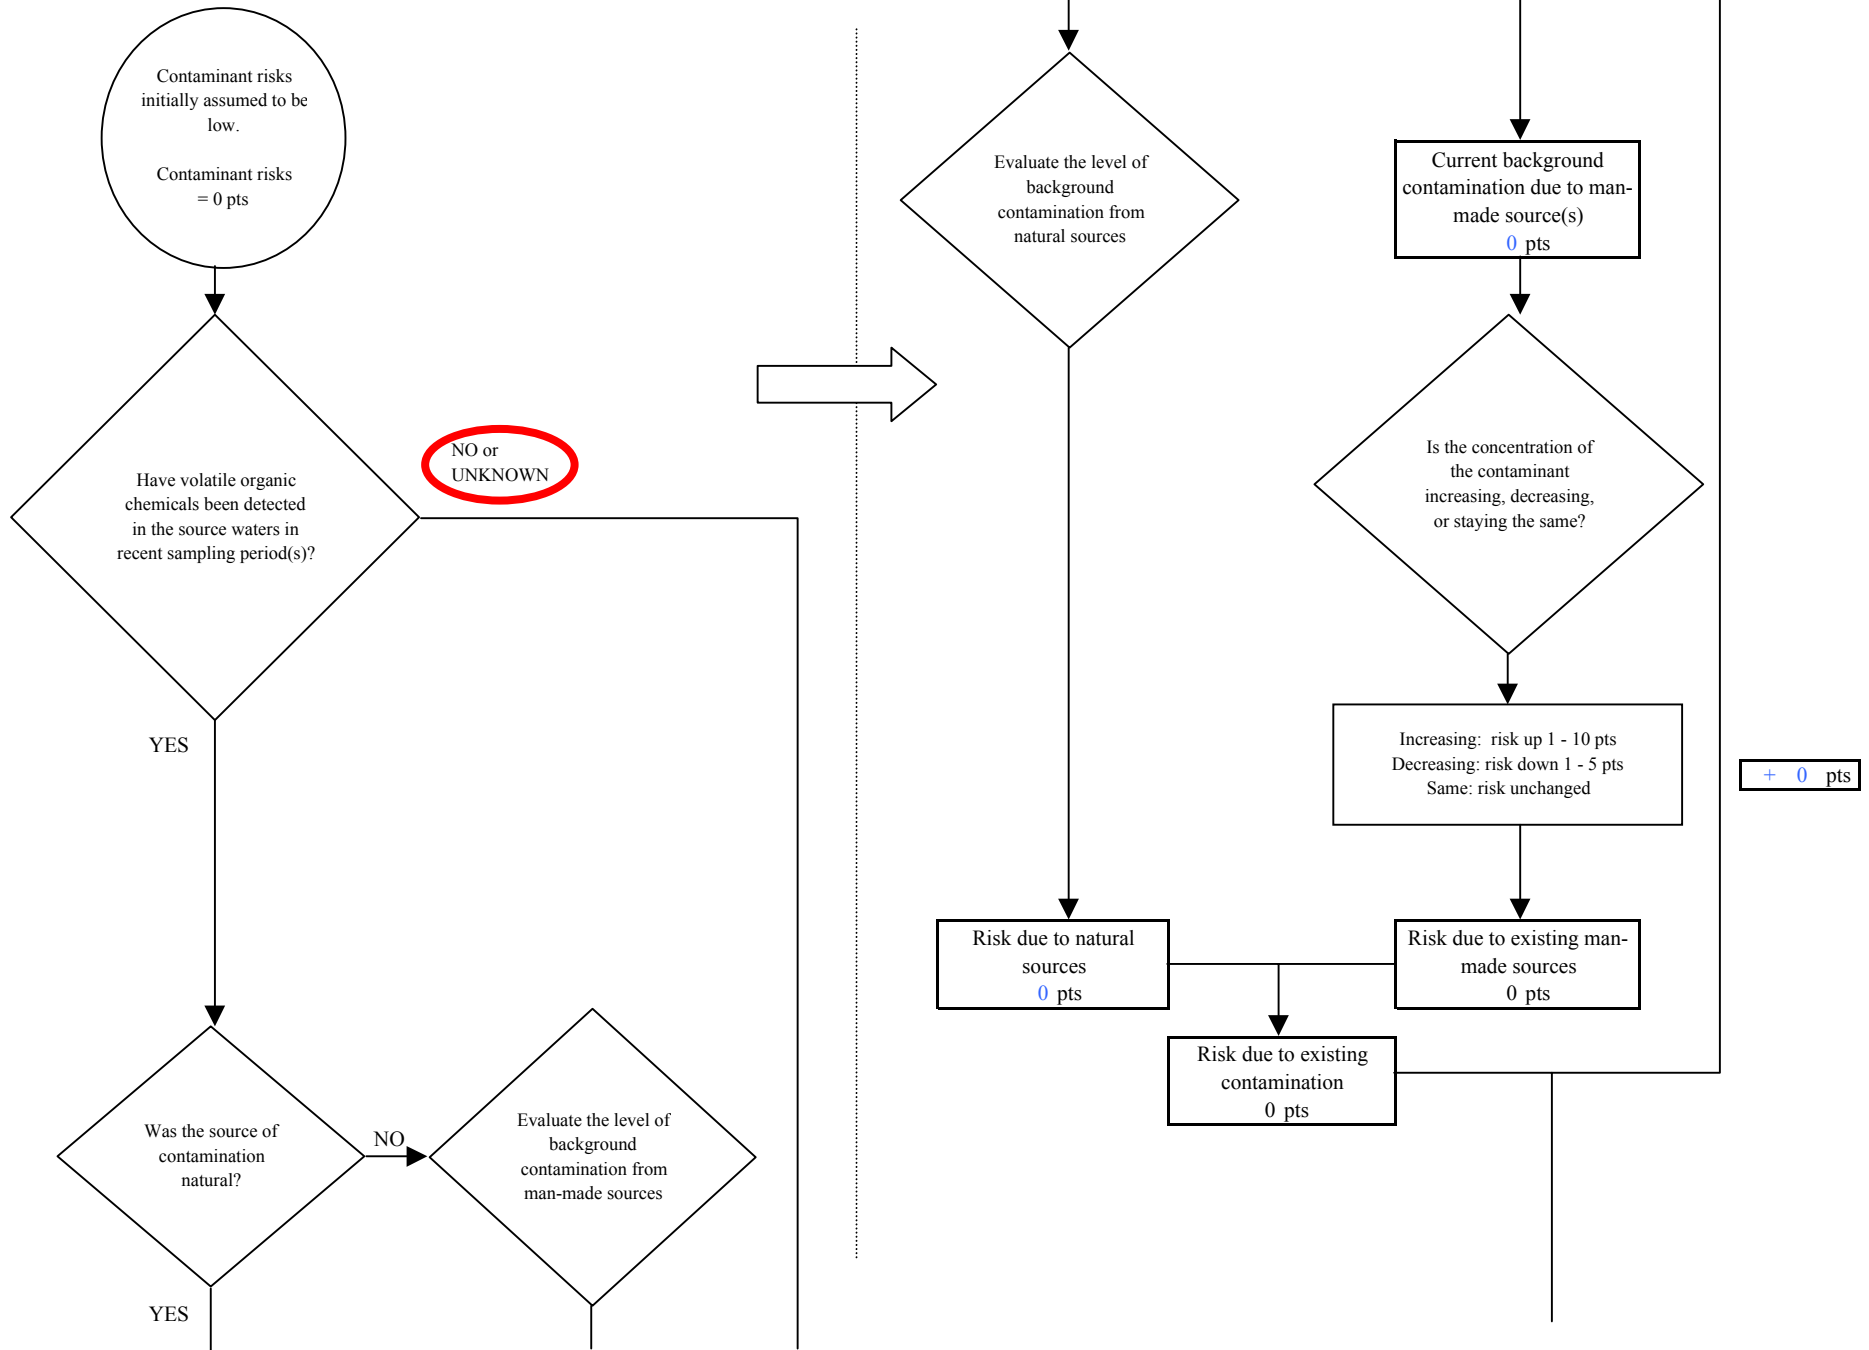 Contaminant risks
initially assumed to be
low.
Contaminant risks
= 0 pts
Have volatile organic
chemicals been detected
in the source waters in
recent sampling period(s)?
NO or
UNKNOWN
YES
Was the source of
contamination
natural?
NO
Evaluate the level of
background
contamination from
man-made sources
YES
Evaluate the level of
background
contamination from
natural sources
Current background
contamination due to man-
made source(s)
0 pts
Is the concentration of
the contaminant
increasing, decreasing,
or staying the same?
Increasing: risk up 1 - 10 pts
Decreasing: risk down 1 - 5 pts
Same: risk unchanged
+ 0 pts
Risk due to natural
sources
0 pts
Risk due to existing man-
made sources
0 pts
Risk due to existing
contamination
0 pts